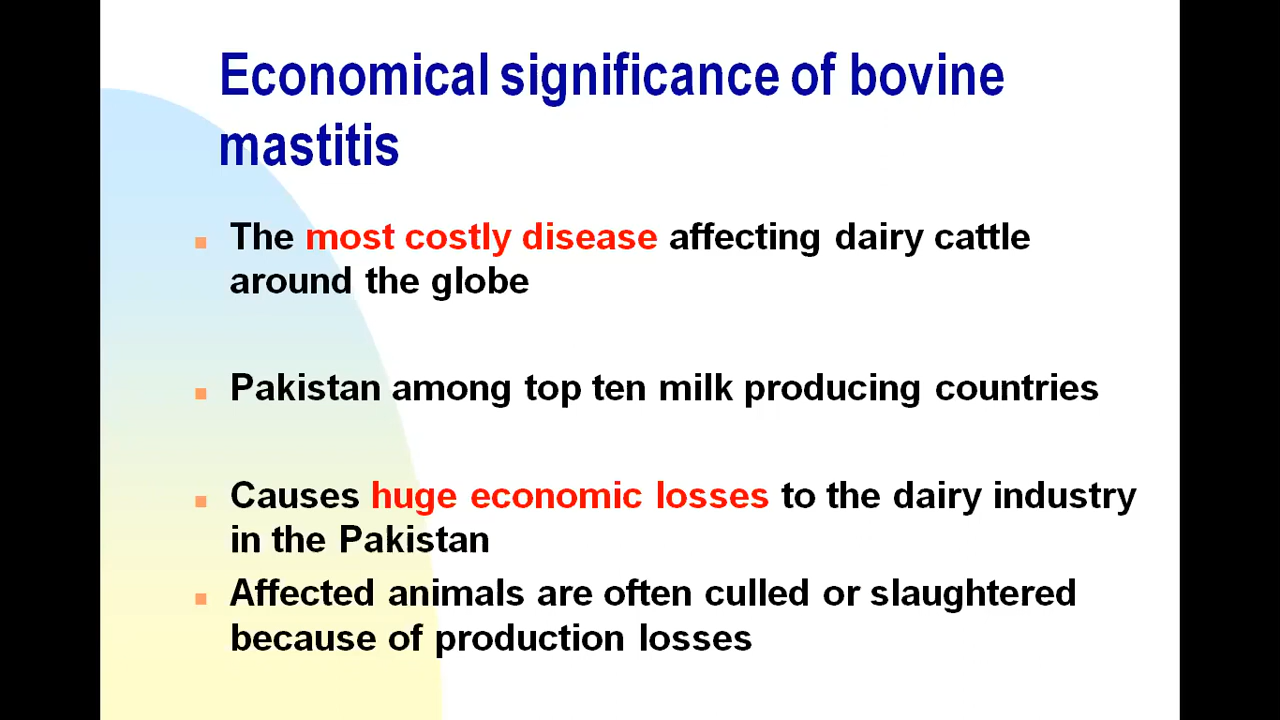 Economical significance of bovine
mastitis
The most costly disease affecting dairy cattle
around the globe
Pakistan among top ten milk producing countries
Causes huge economic losses to the dairy industry
in the Pakistan
Affected animals are often culled or slaughtered
because of production losses